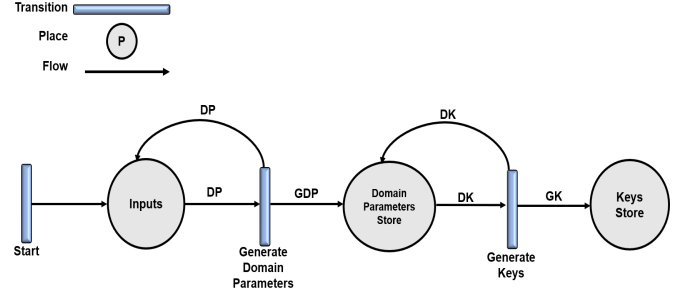 Transition
Place
P
Flow
DP
DK
Inputs
DP
GDP
Domain
Parameters
Store
DK
GK
Keys
Store
Start
Generate
Domain
Parameters
Generate
Keys